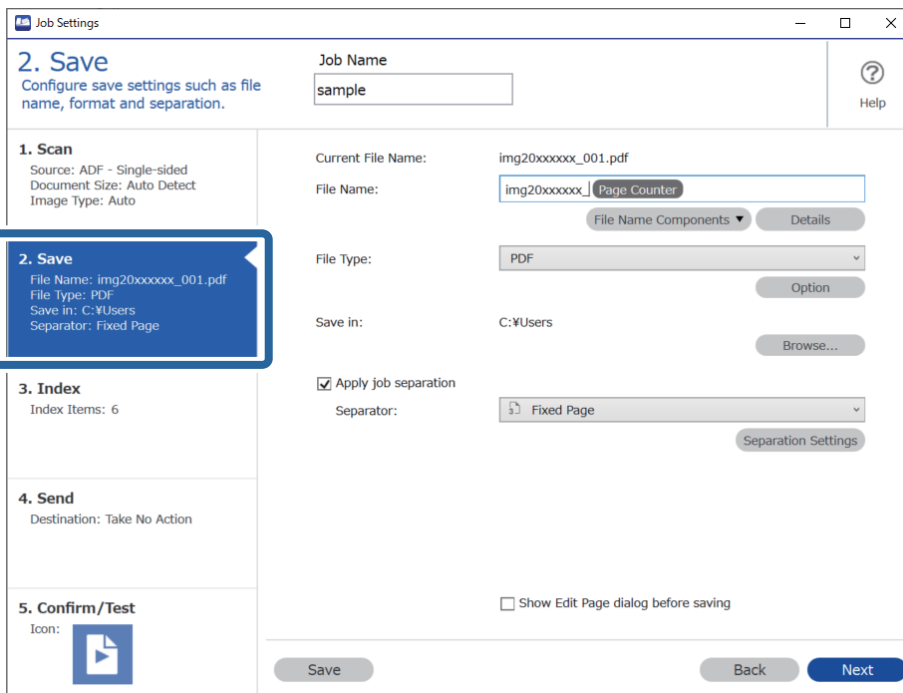 Job Settings
2. Save
Configure save settings such as file
name, format and separation.
Job Name
sample
Help
1. Scan
Source: ADF - Single-sided
Document Size: Auto Detect
Image Type: Auto
2. Save
File Name: img20xxxxxx_001.pdf
File Type: PDF
Save in: C:¥Users
Separator: Fixed Page
3. Index
Index Items: 6
4. Send
Destination: Take No Action
5. Confirm/Test
Icon:
Current File Name: img20xxxxxx_001.pdf
File Name: img20xxxxxx_ Page Counter
File Name Components ▼ Details
File Type: PDF
Option
Save in: C:¥Users
Browse...
Apply job separation
Separator: 3 Fixed Page
Separation Settings
Show Edit Page dialog before saving
Save Back Next